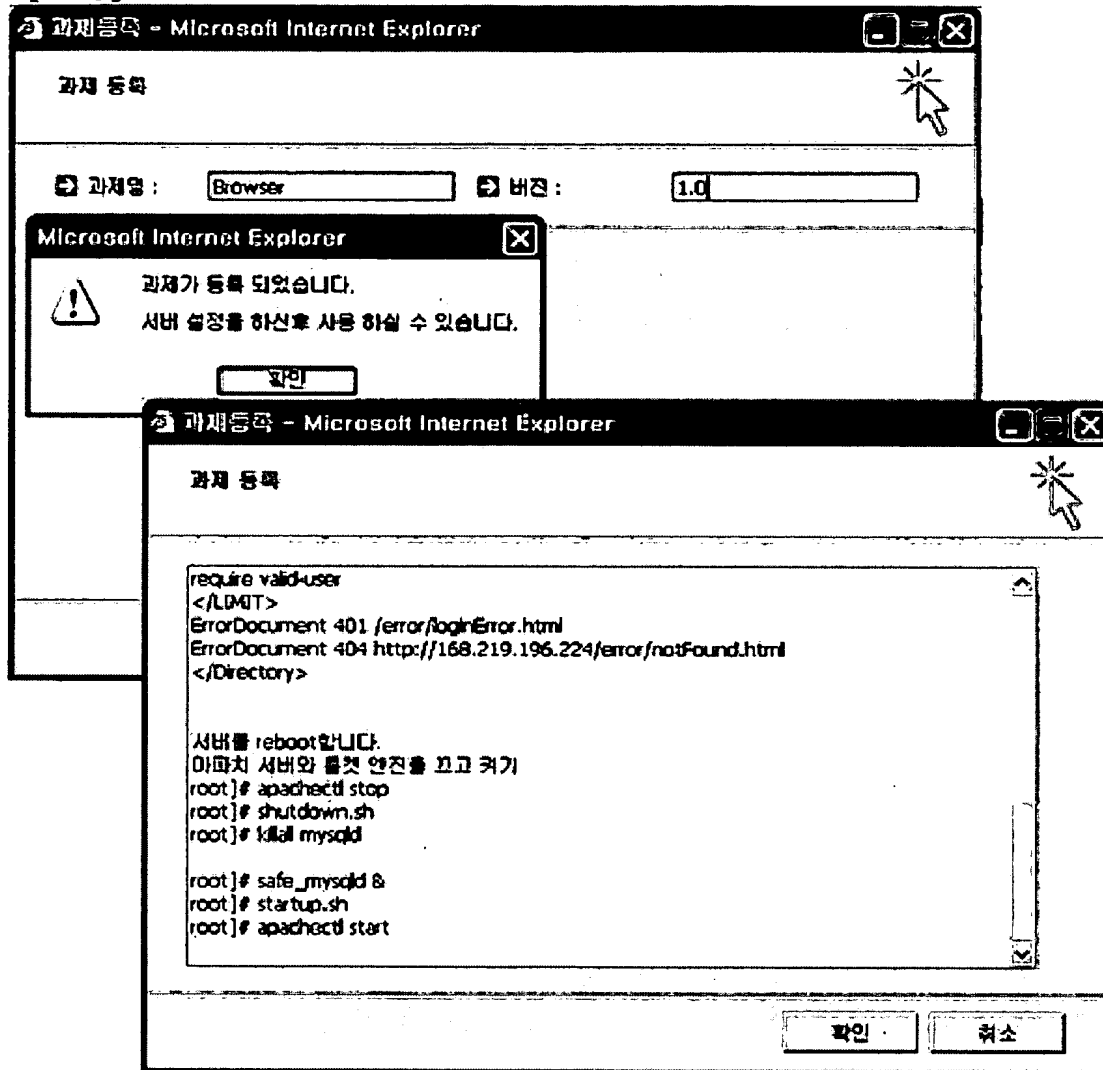 과제등록 - Microsoft Internet Explorer
과제 등록
과제명 : Browser 버전 : 1.0
Microsoft Internet Explorer
과제가 등록 되었습니다.
서버 설정을 하신후 사용 하실 수 있습니다.
확인
과제등록 - Microsoft Internet Explorer
과제 등록
require valid-user
</LIMIT>
ErrorDocument 401 /error/loginError.html
ErrorDocument 404 http://168.219.196.224/error/notFound.html
</Directory>
서버를 reboot합니다.
아파치 서버와 톰캣 엔진을 끄고 켜기
root]# apachectl stop
root]# shutdown.sh
root]# killall mysqld
root]# safe_mysqld &
root]# startup.sh
root]# apachectl start
확인 취소